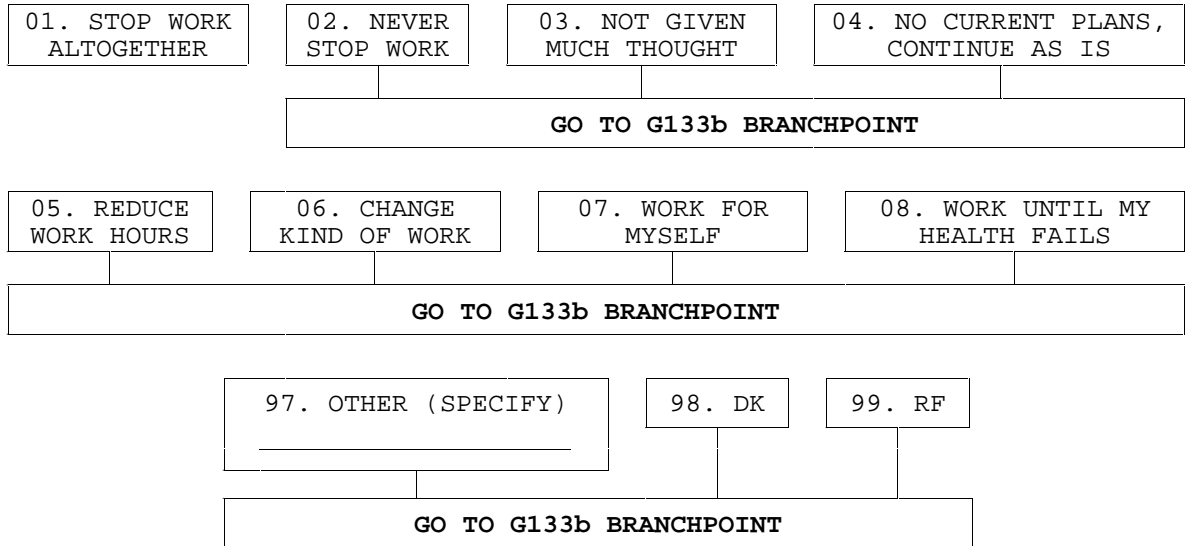 01. STOP WORK
ALTOGETHER
02. NEVER
STOP WORK
03. NOT GIVEN
MUCH THOUGHT
04. NO CURRENT PLANS,
CONTINUE AS IS
GO TO G133b BRANCHPOINT
05. REDUCE
WORK HOURS
06. CHANGE
KIND OF WORK
07. WORK FOR
MYSELF
08. WORK UNTIL MY
HEALTH FAILS
GO TO G133b BRANCHPOINT
97. OTHER (SPECIFY)
98. DK
99. RF
GO TO G133b BRANCHPOINT